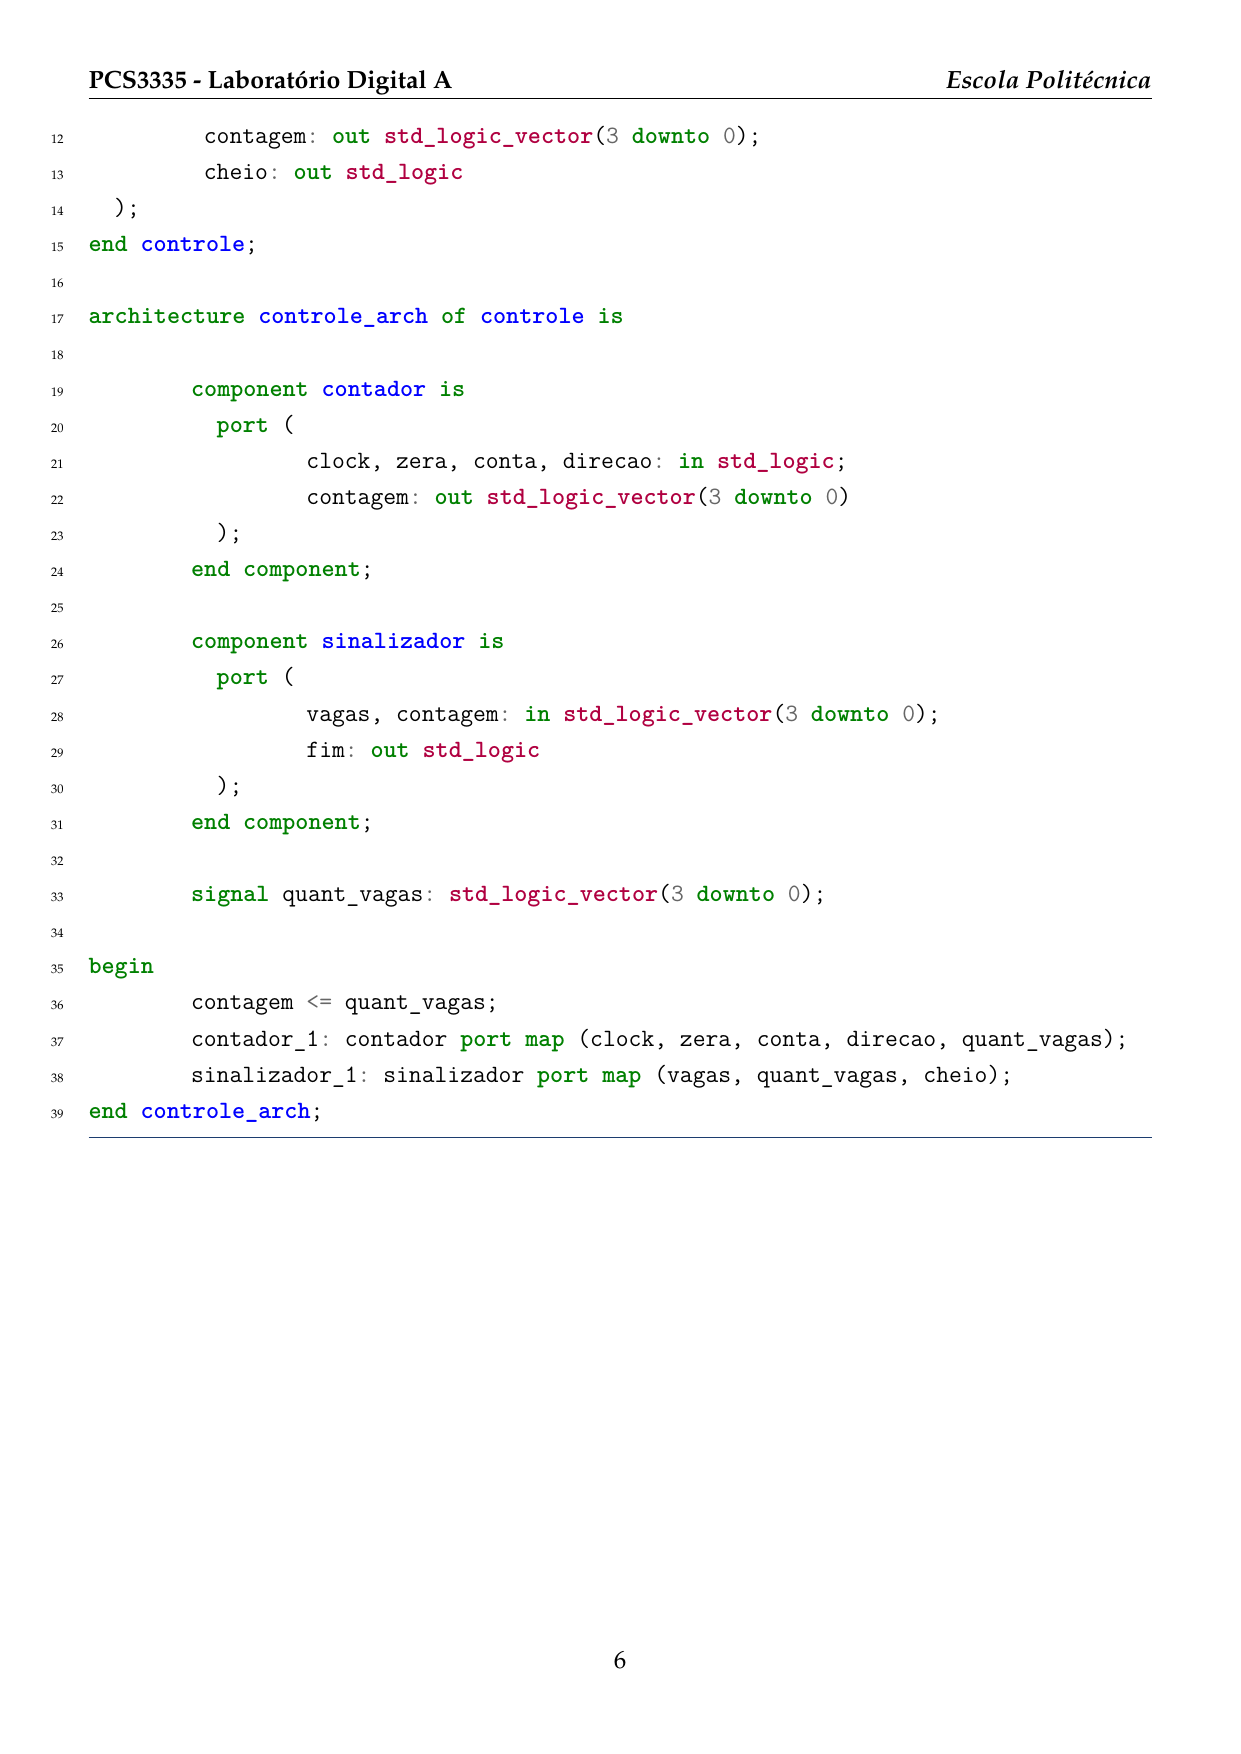 PCS3335 - Laboratório Digital A Escola Politécnica
12 contagem: out std_logic_vector(3 downto 0);
13 cheio: out std_logic
14 );
15 end controle;
16
17 architecture controle_arch of controle is
18
19 component contador is
20 port (
21 clock, zera, conta, direcao: in std_logic;
22 contagem: out std_logic_vector(3 downto 0)
23 );
24 end component;
25
26 component sinalizador is
27 port (
28 vagas, contagem: in std_logic_vector(3 downto 0);
29 fim: out std_logic
30 );
31 end component;
32
33 signal quant_vagas: std_logic_vector(3 downto 0);
34
35 begin
36 contagem <= quant_vagas;
37 contador_1: contador port map (clock, zera, conta, direcao, quant_vagas);
38 sinalizador_1: sinalizador port map (vagas, quant_vagas, cheio);
39 end controle_arch;
6